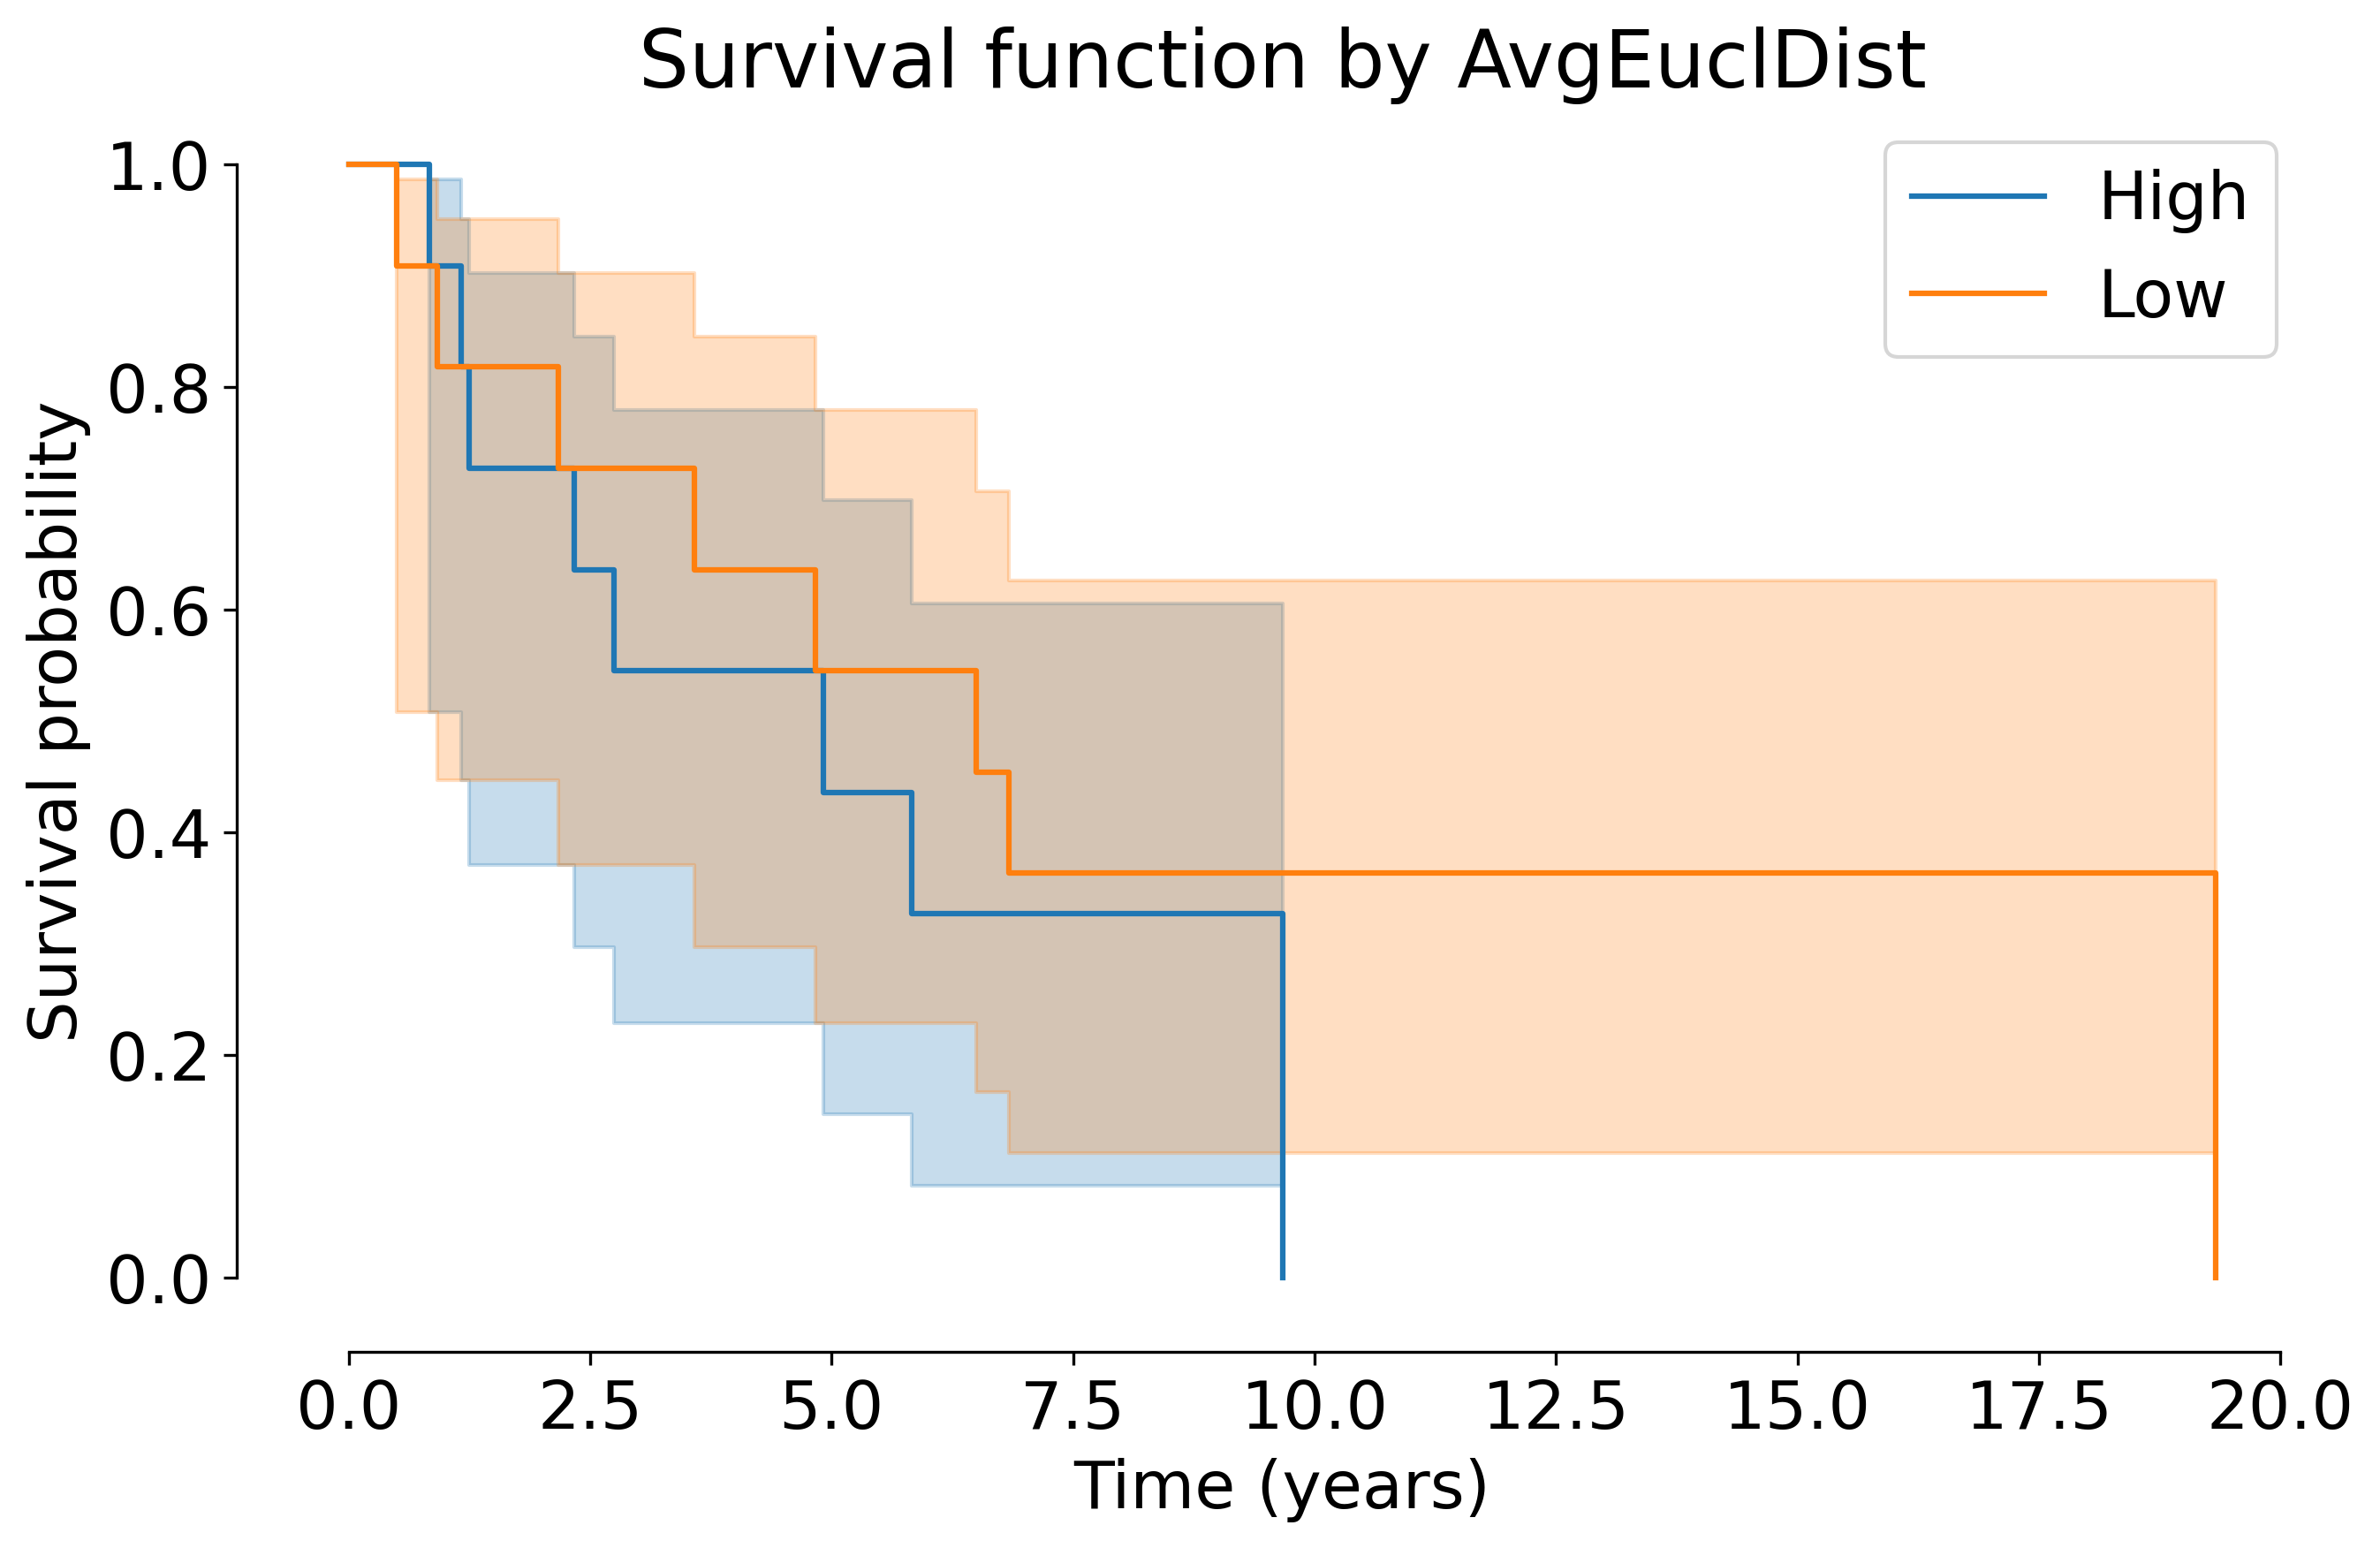 Survival function by AvgEuclDist
High
Low
Survival probability
1.0
0.8
0.6
0.4
0.2
0.0
0.0 2.5 5.0 7.5 10.0 12.5 15.0 17.5 20.0
Time (years)